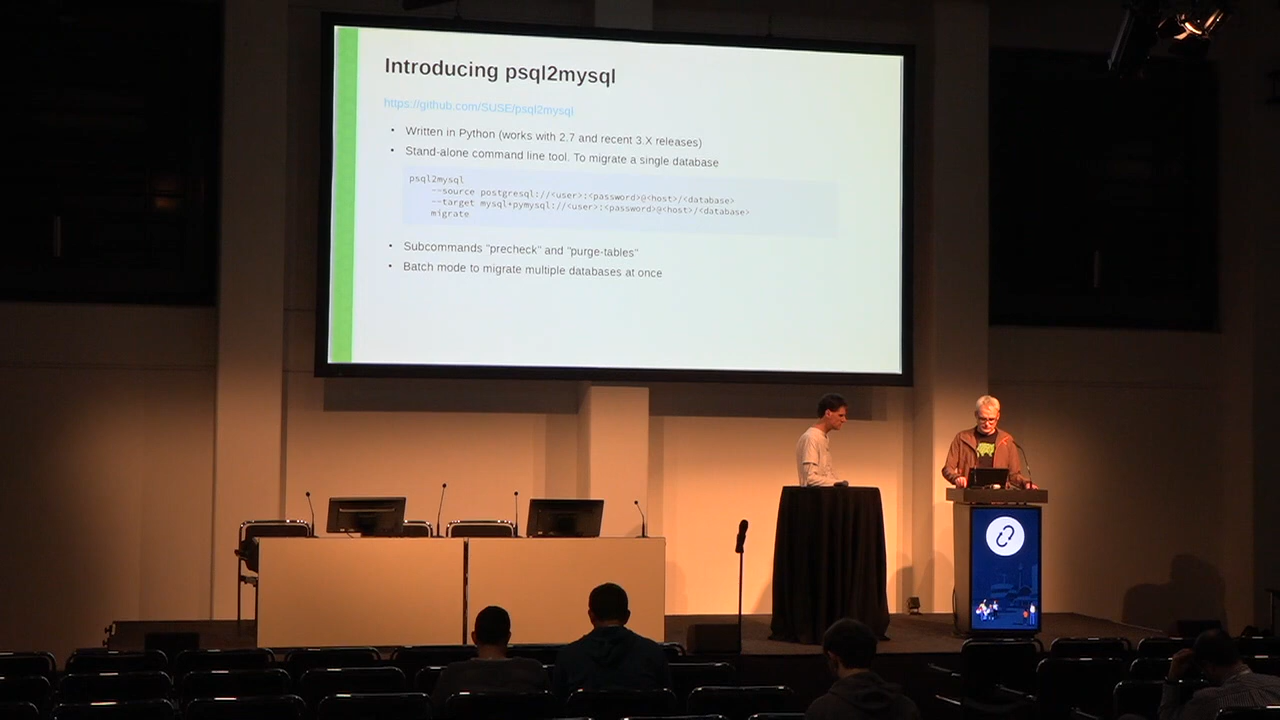 Introducing psql2mysql
https://github.com/SUSE/psql2mysql
• Written in Python (works with 2.7 and recent 3.X releases)
• Stand-alone command line tool. To migrate a single database
psql2mysql
--source postgresql://<user>:<password>@<host>/<database>
--target mysql+pymysql://<user>:<password>@<host>/<database>
migrate
• Subcommands "precheck" and "purge-tables"
• Batch mode to migrate multiple databases at once